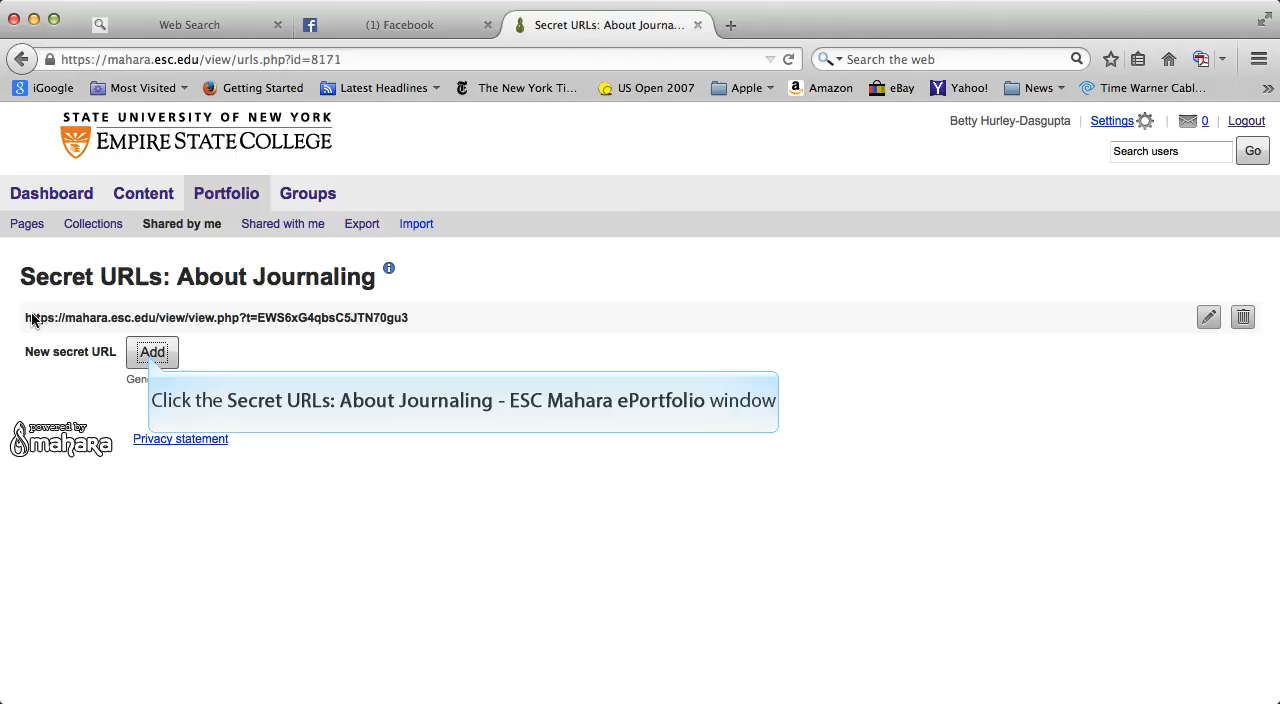 Web Search
(1) Facebook
Secret URLs: About Journa...
https://mahara.esc.edu/view/urls.php?id=8171
Search the web
iGoogle
Most Visited
Getting Started
Latest Headlines
The New York Ti...
US Open 2007
Apple
Amazon
eBay
Yahoo!
News
Time Warner Cabl...
STATE UNIVERSITY OF NEW YORK
EMPIRE STATE COLLEGE
Betty Hurley-Dasgupta | Settings | 0 | Logout
Search users Go
Dashboard Content Portfolio Groups
Pages Collections Shared by me Shared with me Export Import
Secret URLs: About Journaling
https://mahara.esc.edu/view/view.php?t=EWS6xG4qbsC5JTN70gu3
New secret URL Add
Click the Secret URLs: About Journaling - ESC Mahara ePortfolio window
powered by
mahara
Privacy statement